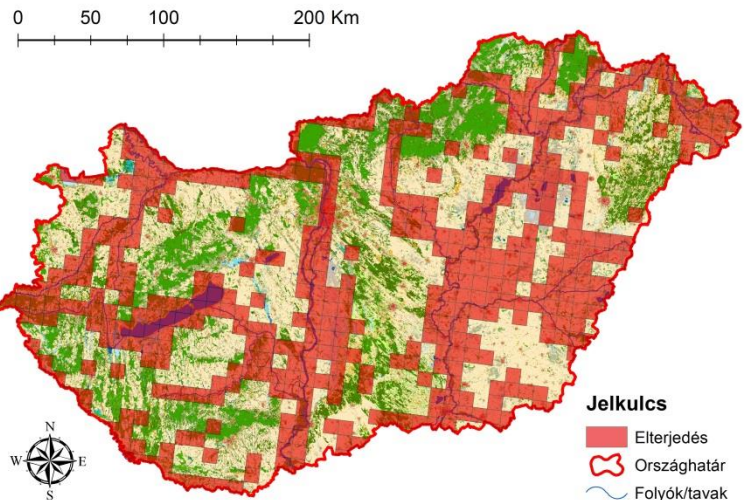 0 50 100 200 Km
Jelkulcs
Elterjedés
Országhatár
Folyók/tavak
N
W E
S